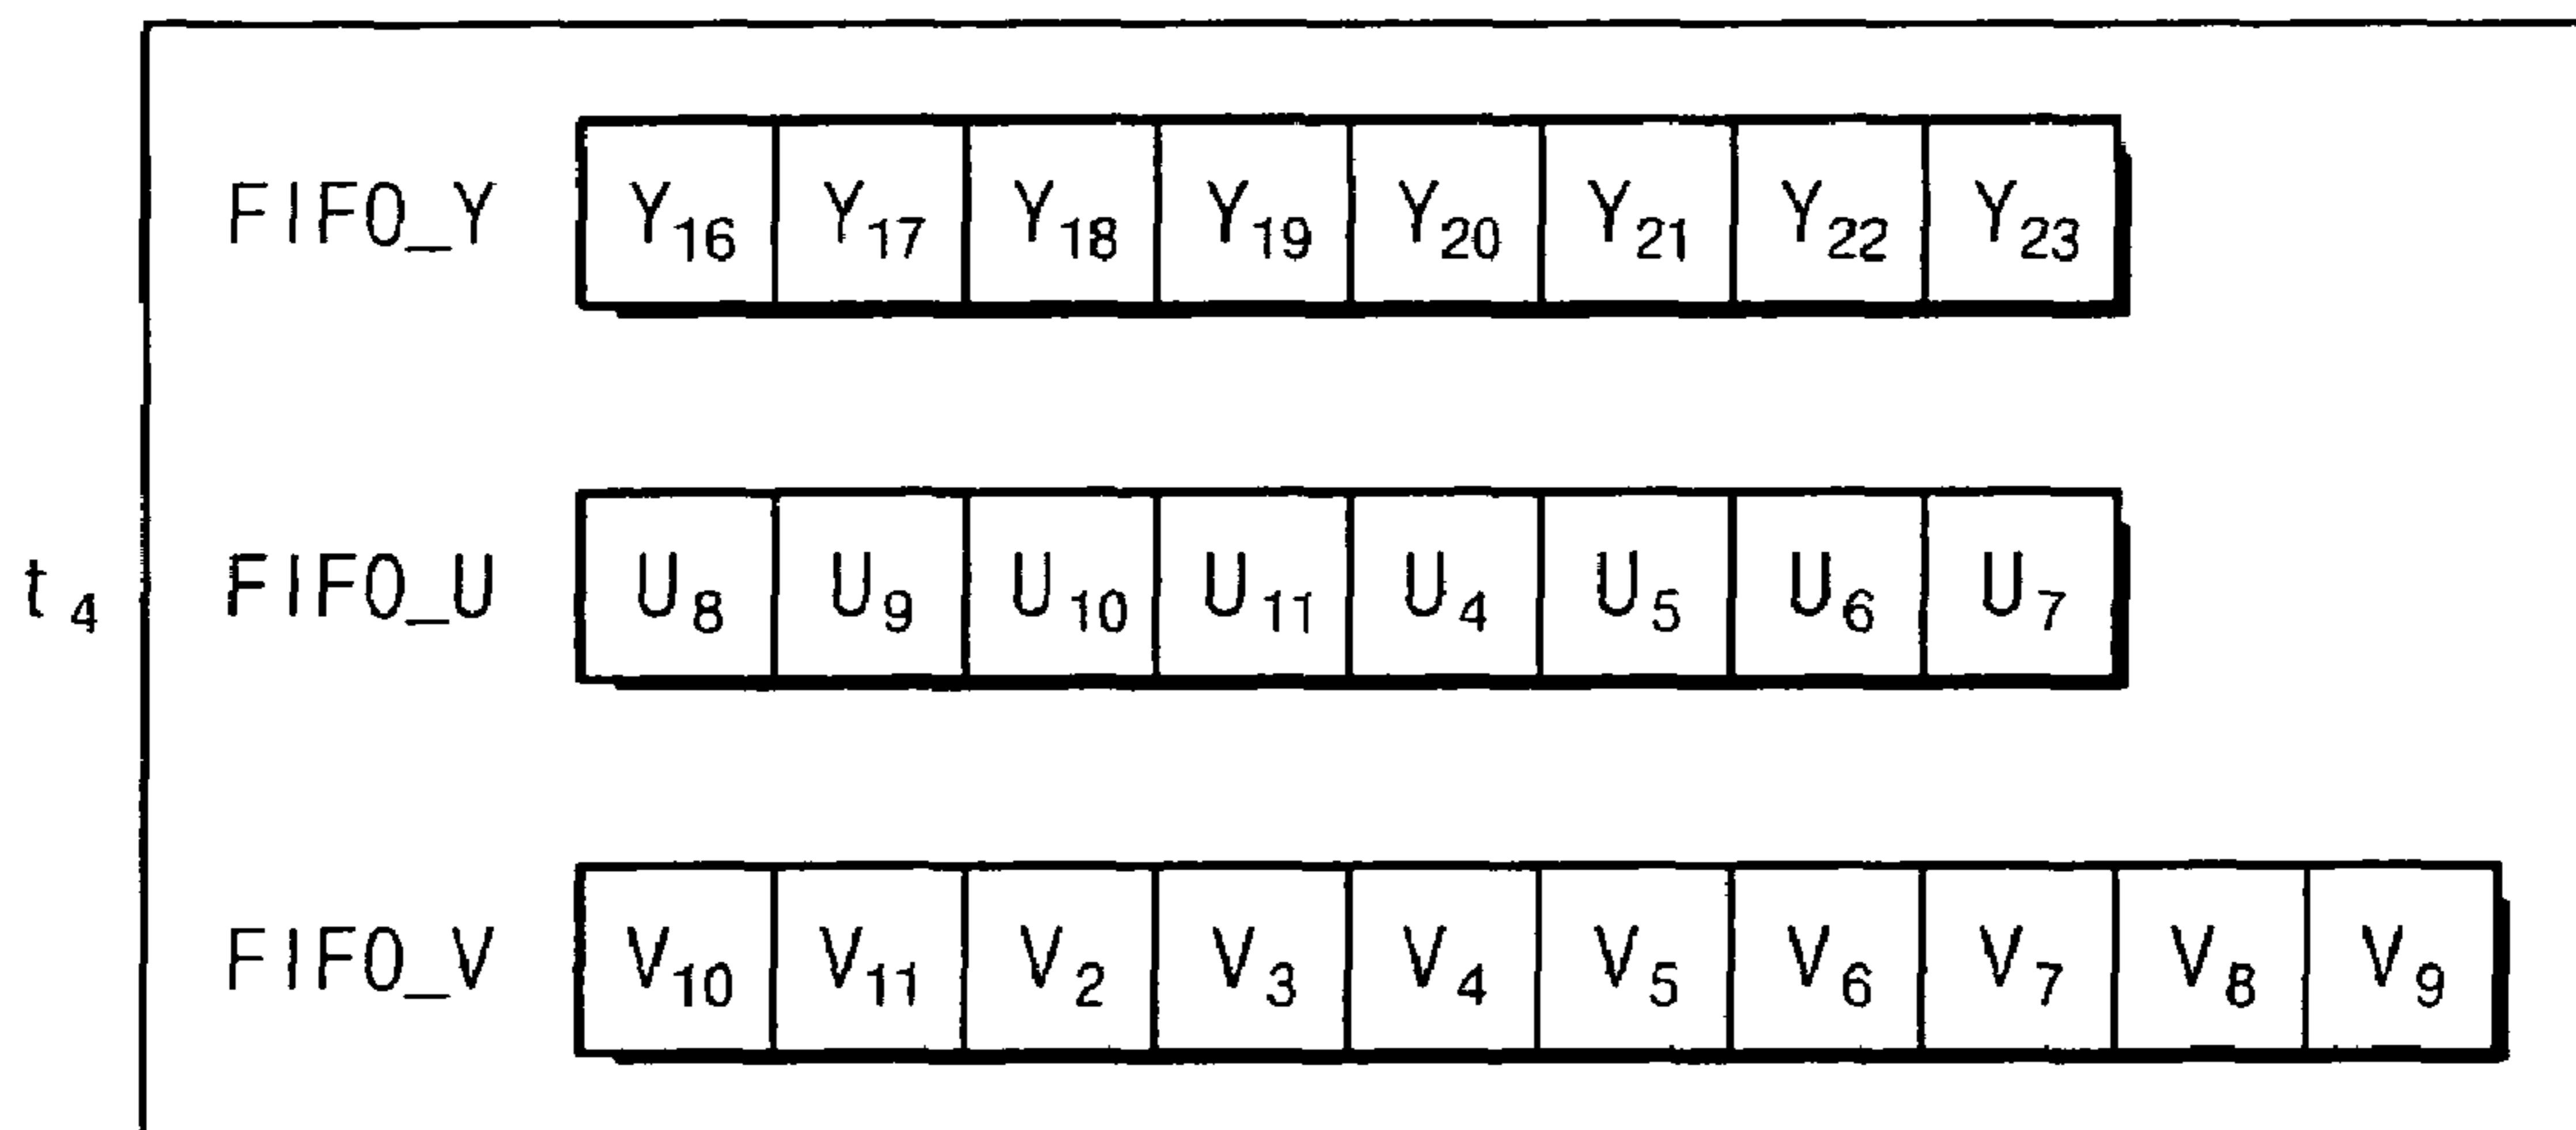 FIFO_Y Y16 Y17 Y18 Y19 Y20 Y21 Y22 Y23
t4 FIFO_U U8 U9 U10 U11 U4 U5 U6 U7
FIFO_V V10 V11 V2 V3 V4 V5 V6 V7 V8 V9